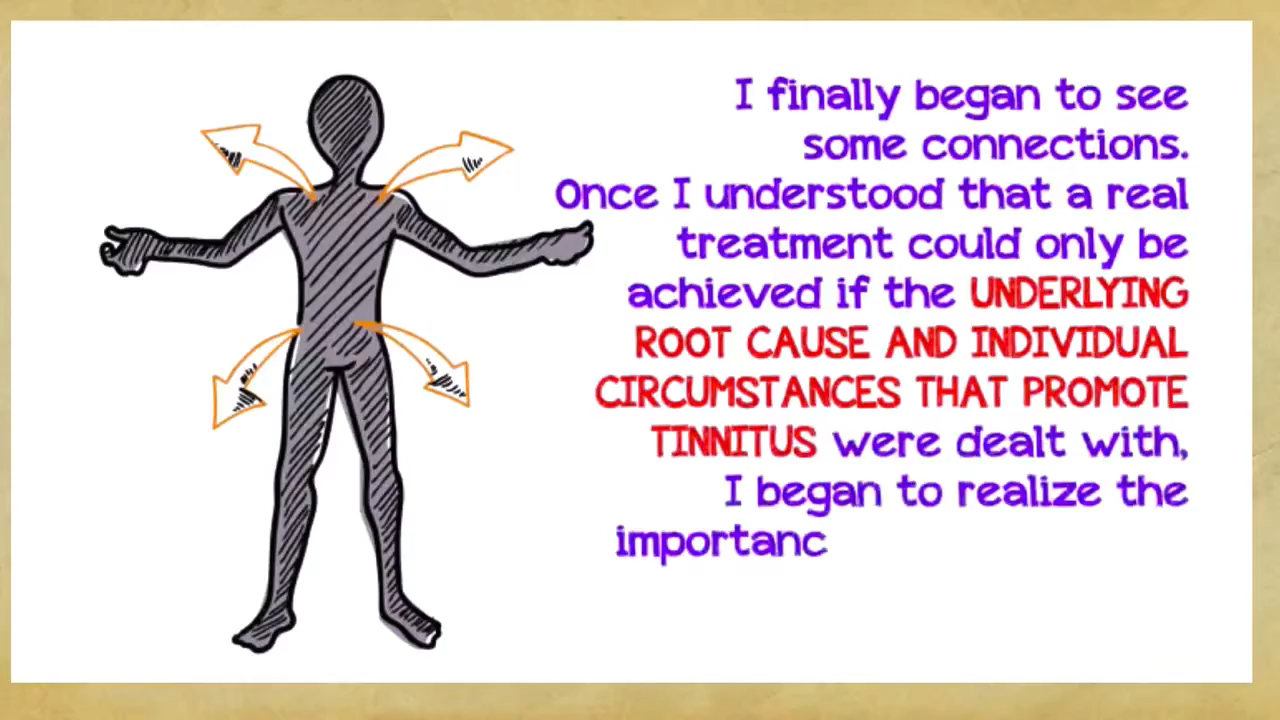 I finally began to see
some connections.
Once I understood that a real
treatment could only be
achieved if the UNDERLYING
ROOT CAUSE AND INDIVIDUAL
CIRCUMSTANCES THAT PROMOTE
TINNITUS were dealt with,
I began to realize the
importanc